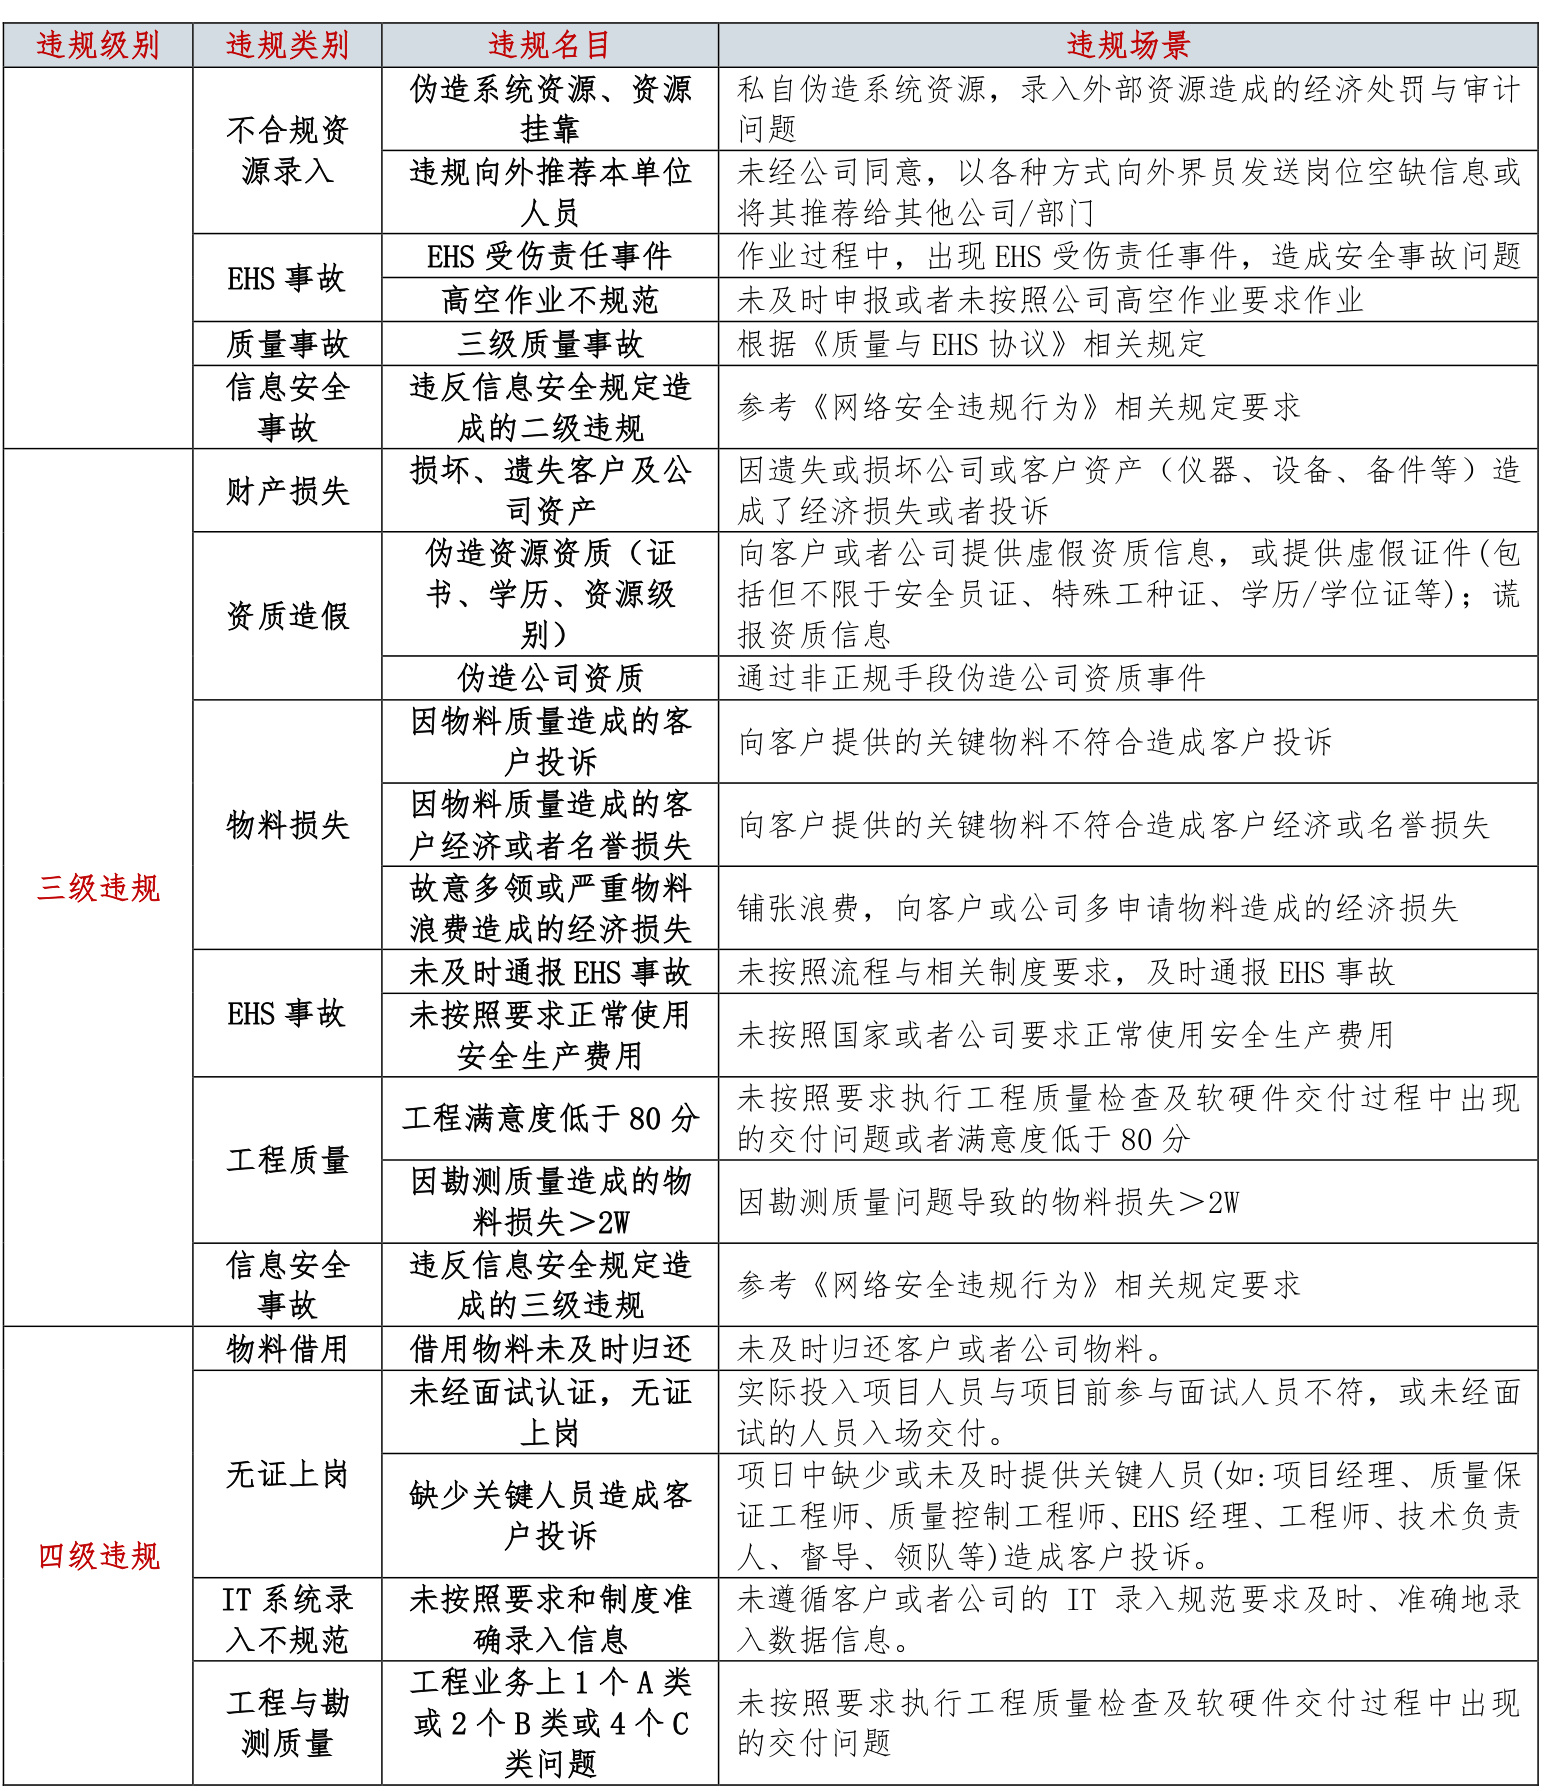 违规级别 违规类别 违规名目 违规场景
不合规资
源录入
伪造系统资源、资源
挂靠
私自伪造系统资源，录入外部资源造成的经济处罚与审计
问题
违规向外推荐本单位
人员
未经公司同意，以各种方式向外界员发送岗位空缺信息或
将其推荐给其他公司/部门
EHS 事故
EHS 受伤责任事件
作业过程中，出现 EHS 受伤责任事件，造成安全事故问题
高空作业不规范
未及时申报或者未按照公司高空作业要求作业
质量事故
三级质量事故
根据《质量与 EHS 协议》相关规定
信息安全
事故
违反信息安全规定造
成的二级违规
参考《网络安全违规行为》相关规定要求
三级违规
财产损失
损坏、遗失客户及公
司资产
因遗失或损坏公司或客户资产（仪器、设备、备件等）造
成了经济损失或者投诉
资质造假
伪造资源资质（证
书、学历、资源级
别）
向客户或者公司提供虚假资质信息，或提供虚假证件(包
括但不限于安全员证、特殊工种证、学历/学位证等)；谎
报资质信息
伪造公司资质
通过非正规手段伪造公司资质事件
物料损失
因物料质量造成的客
户投诉
向客户提供的关键物料不符合造成客户投诉
因物料质量造成的客
户经济或者名誉损失
向客户提供的关键物料不符合造成客户经济或名誉损失
故意多领或严重物料
浪费造成的经济损失
铺张浪费，向客户或公司多申请物料造成的经济损失
EHS 事故
未及时通报 EHS 事故
未按照流程与相关制度要求，及时通报 EHS 事故
未按照要求正常使用
安全生产费用
未按照国家或者公司要求正常使用安全生产费用
工程质量
工程满意度低于 80 分
未按照要求执行工程质量检查及软硬件交付过程中出现
的交付问题或者满意度低于 80 分
因勘测质量造成的物
料损失＞2W
因勘测质量问题导致的物料损失＞2W
信息安全
事故
违反信息安全规定造
成的三级违规
参考《网络安全违规行为》相关规定要求
四级违规
物料借用
借用物料未及时归还
未及时归还客户或者公司物料。
无证上岗
未经面试认证，无证
上岗
实际投入项目人员与项目前参与面试人员不符，或未经面
试的人员入场交付。
缺少关键人员造成客
户投诉
项日中缺少或未及时提供关键人员(如:项目经理、质量保
证工程师、质量控制工程师、EHS 经理、工程师、技术负责
人、督导、领队等)造成客户投诉。
IT 系统录
入不规范
未按照要求和制度准
确录入信息
未遵循客户或者公司的 IT 录入规范要求及时、准确地录
入数据信息。
工程与勘
测质量
工程业务上 1 个 A 类
或 2 个 B 类或 4 个 C
类问题
未按照要求执行工程质量检查及软硬件交付过程中出现
的交付问题